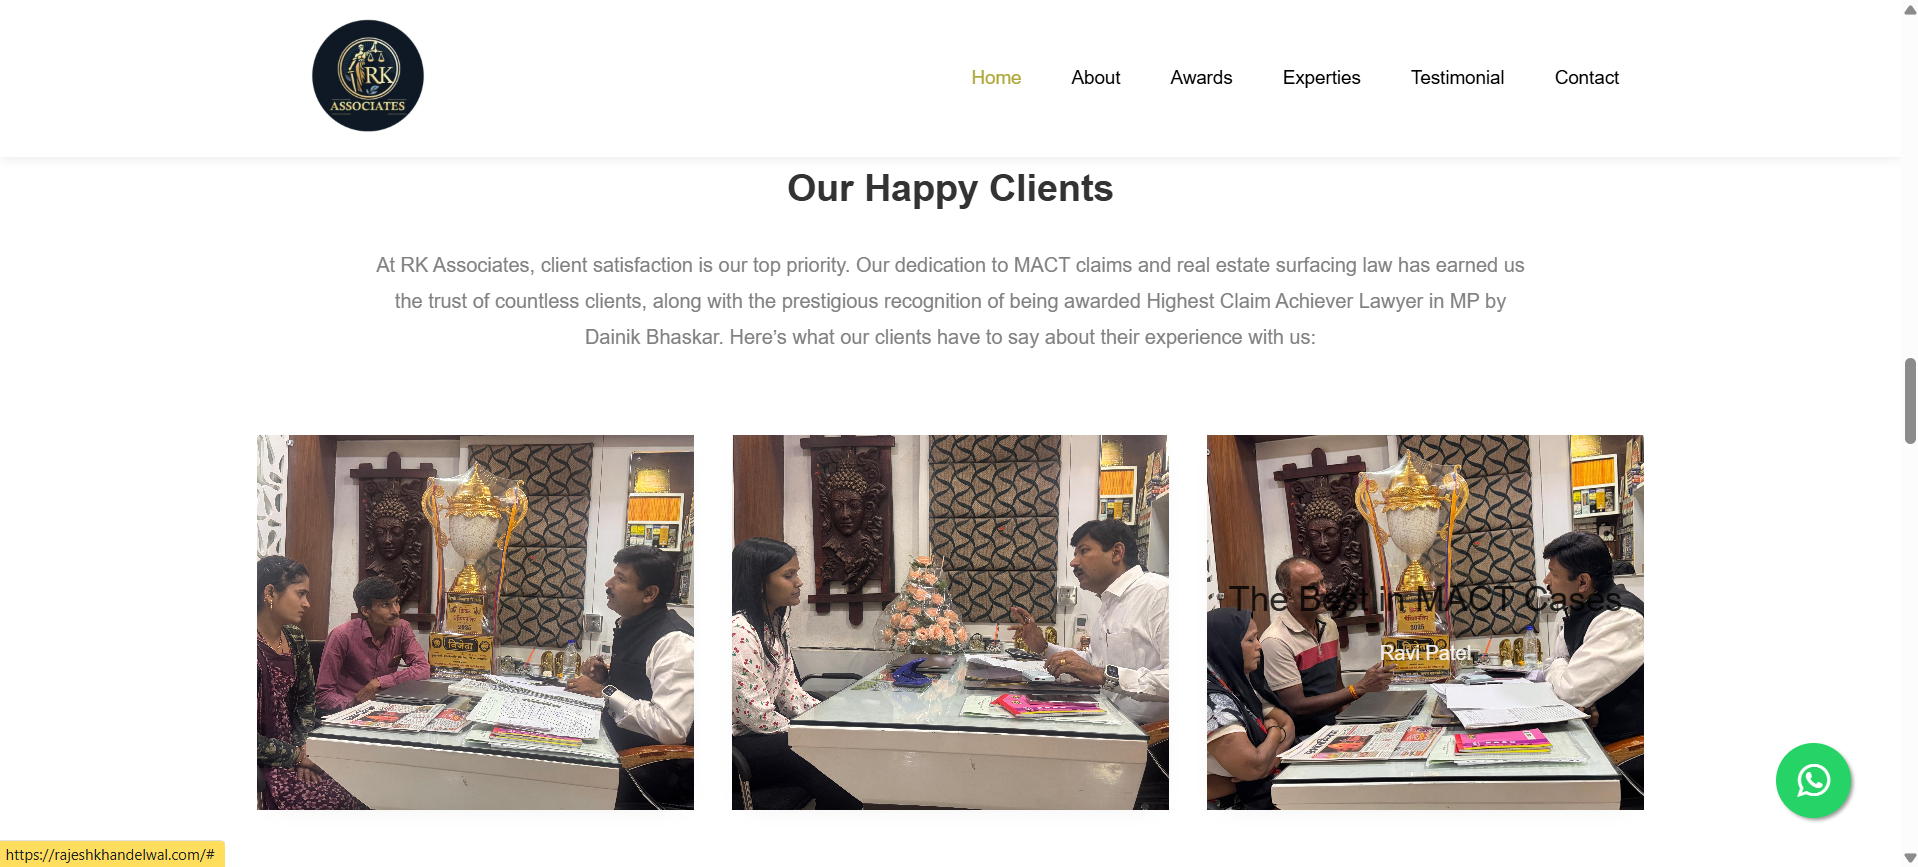 RK
ASSOCIATES
Home
About
Awards
Experties
Testimonial
Contact
Our Happy Clients
At RK Associates, client satisfaction is our top priority. Our dedication to MACT claims and real estate surfacing law has earned us
the trust of countless clients, along with the prestigious recognition of being awarded Highest Claim Achiever Lawyer in MP by
Dainik Bhaskar. Here’s what our clients have to say about their experience with us:
2025
विजेता
The Best in MACT Cases
2025
Ravi Patel
https://rajeshkhandelwal.com/#